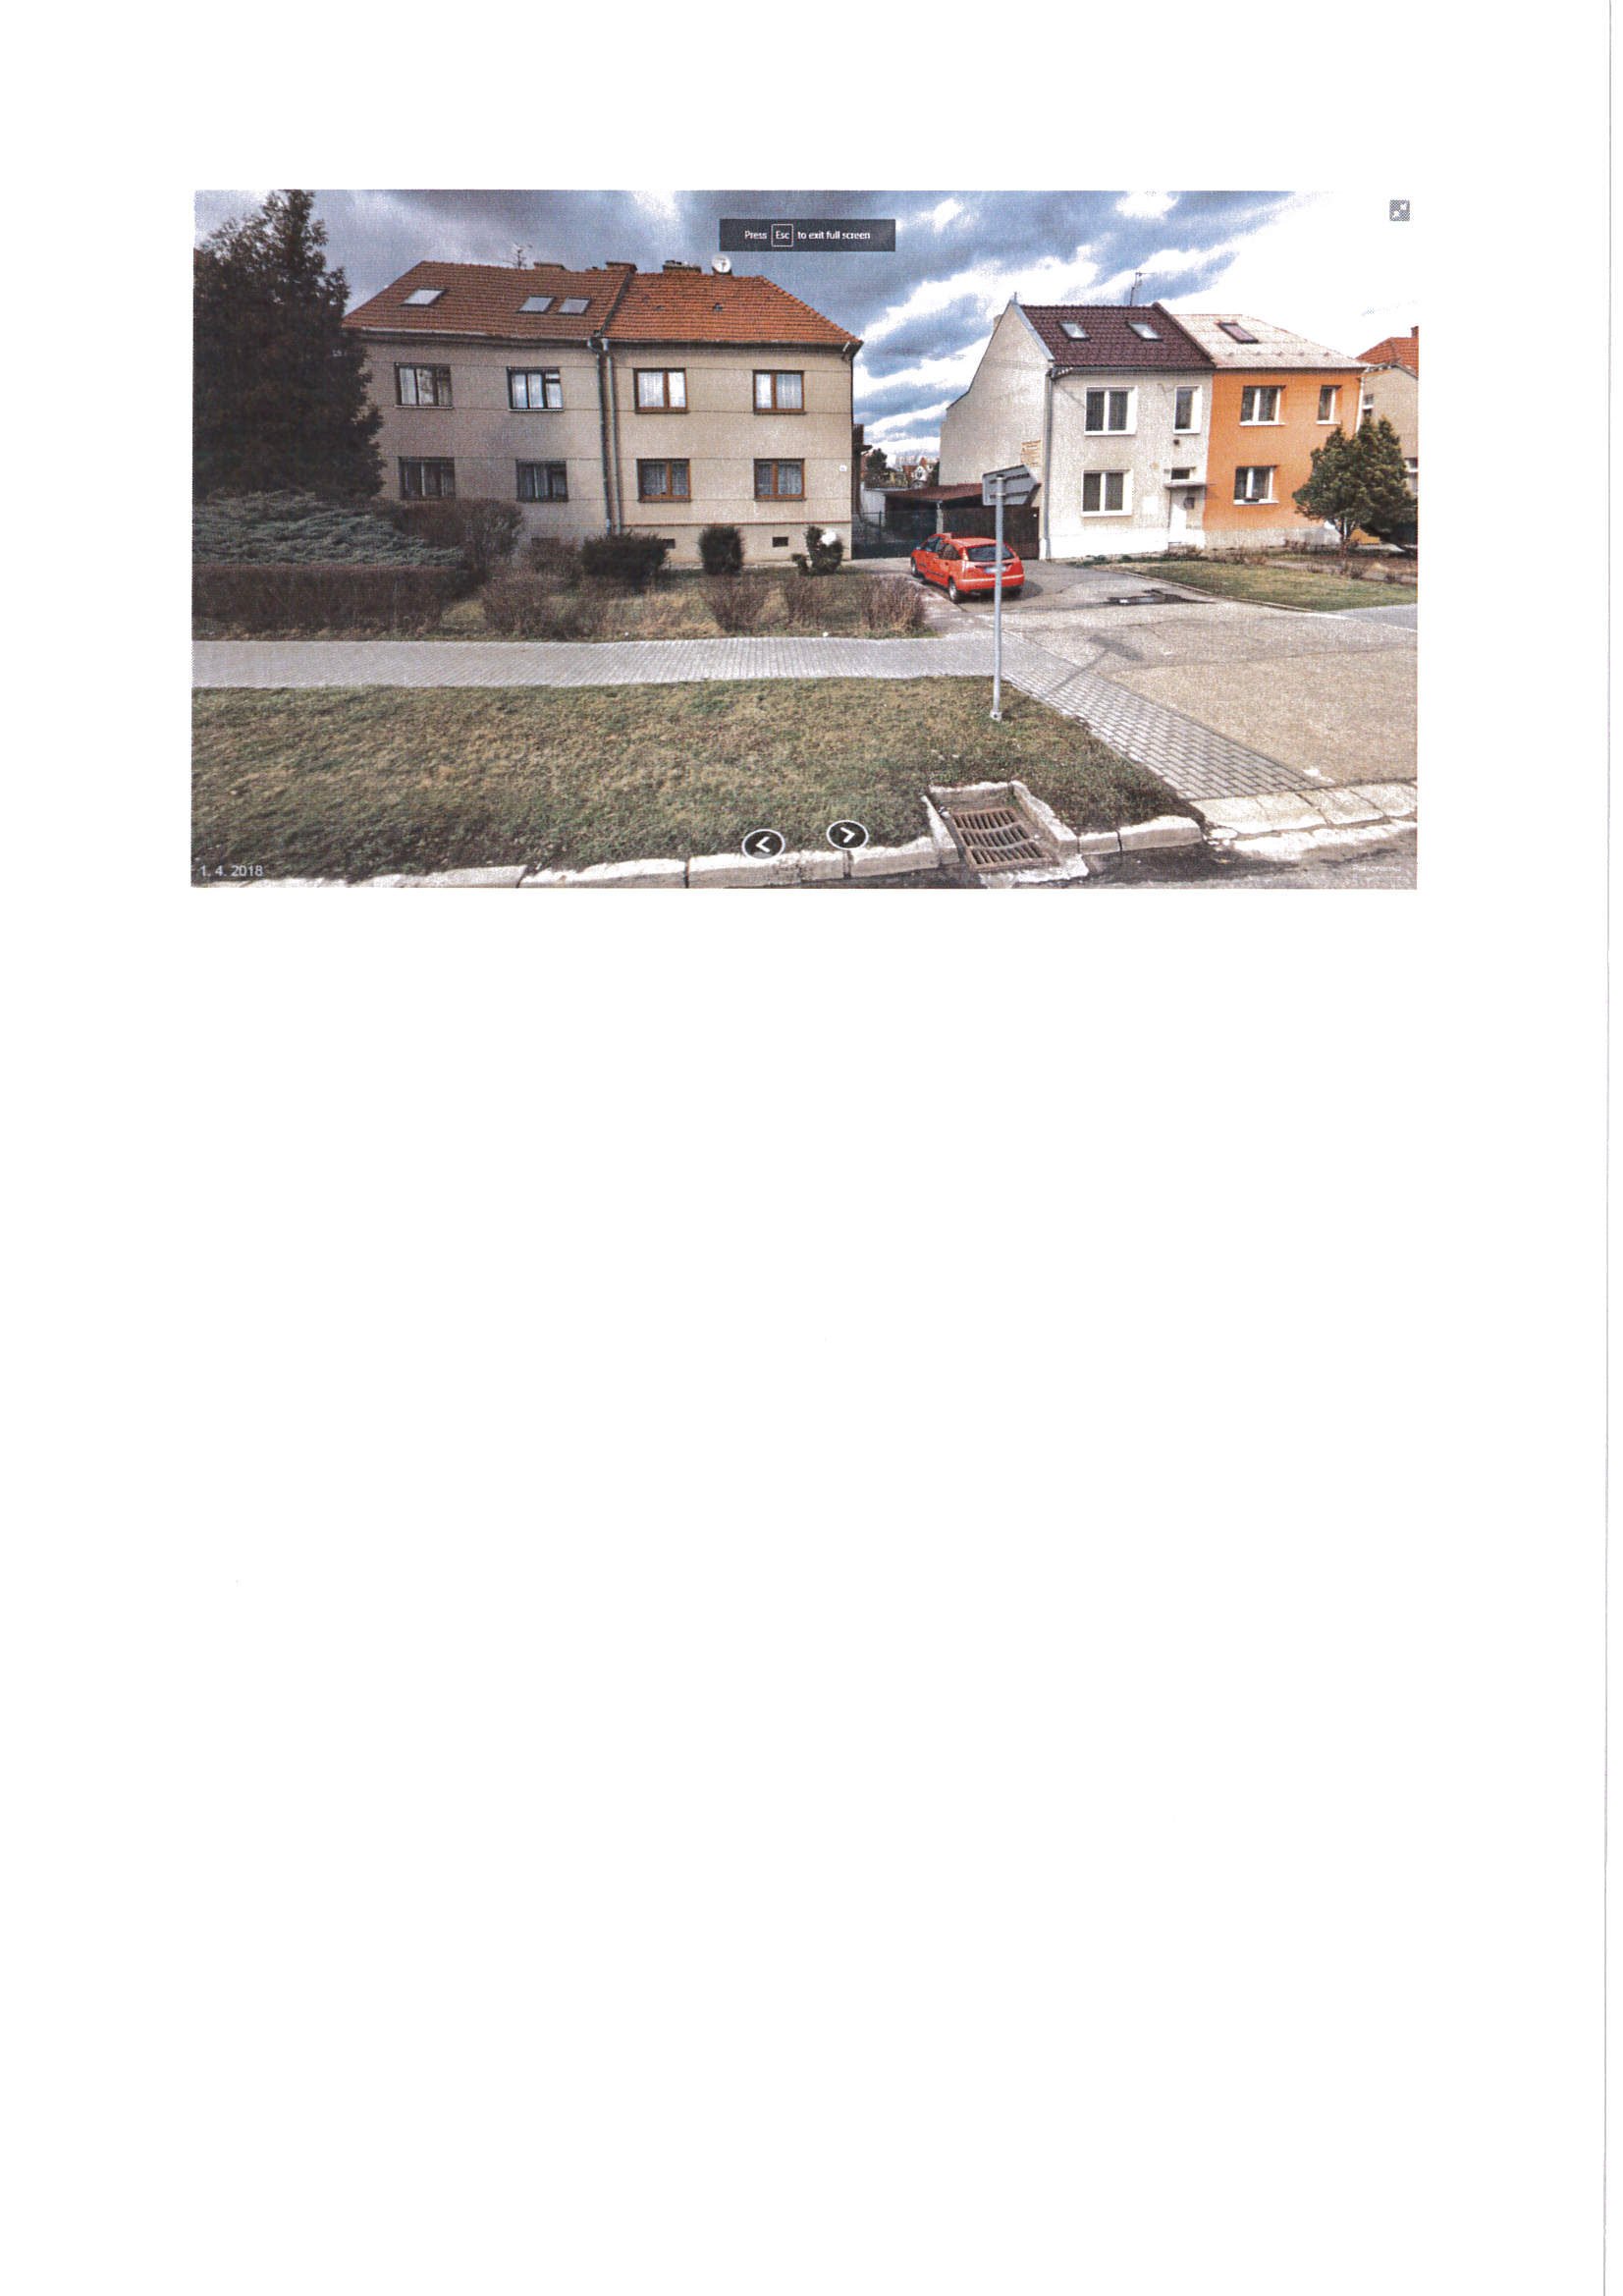 Press Esc to exit full screen
1. 4. 2018